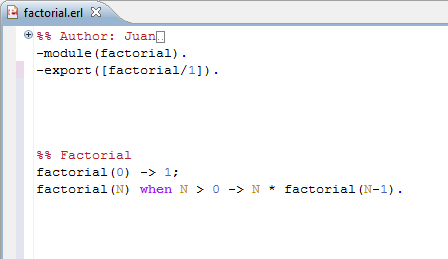 factorial.erl
%% Author: Juan..
-module(factorial).
-export([factorial/1]).
%% Factorial
factorial(0) -> 1;
factorial(N) when N > 0 -> N * factorial(N-1).